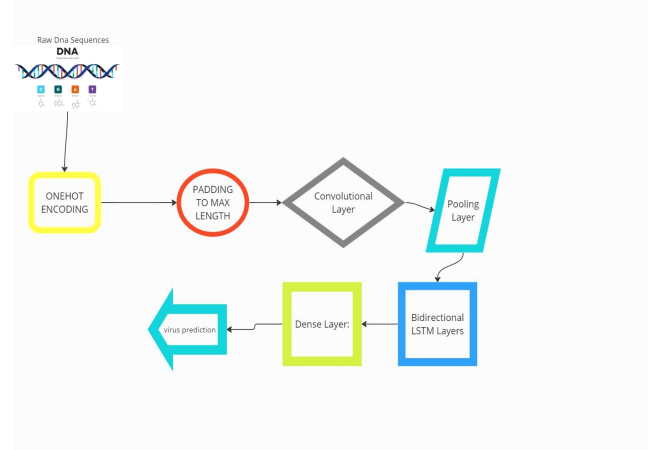 Raw Dna Sequences
DNA
C
G
A
T
ONEHOT
ENCODING
PADDING
TO MAX
LENGTH
Convolutional
Layer
Pooling
Layer
Bidirectional
LSTM Layers
Dense Layer:
virus prediction